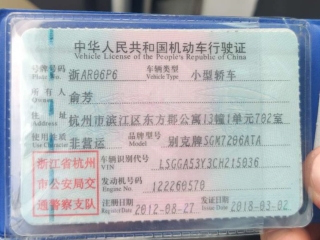 中华人民共和国机动车行驶证
Vehicle License of the People's Republic of China
号牌号码 浙AR06P6 车辆类型 小型轿车
Plate No. Vehicle Type
所有人 俞芳
Owner
住址 杭州市滨江区东方郡公寓13幢1单元702室
Address
使用性质 非营运 品牌型号 别克牌SGM7206ATA
Use Character Model
浙江省杭州
市公安局交
通警察支队
车辆识别代号 LSGGA53Y3CH215036
VIN
发动机号码 122260570
Engine No.
注册日期 2012-08-27 发证日期 2018-03-02
Register Date Issue Date